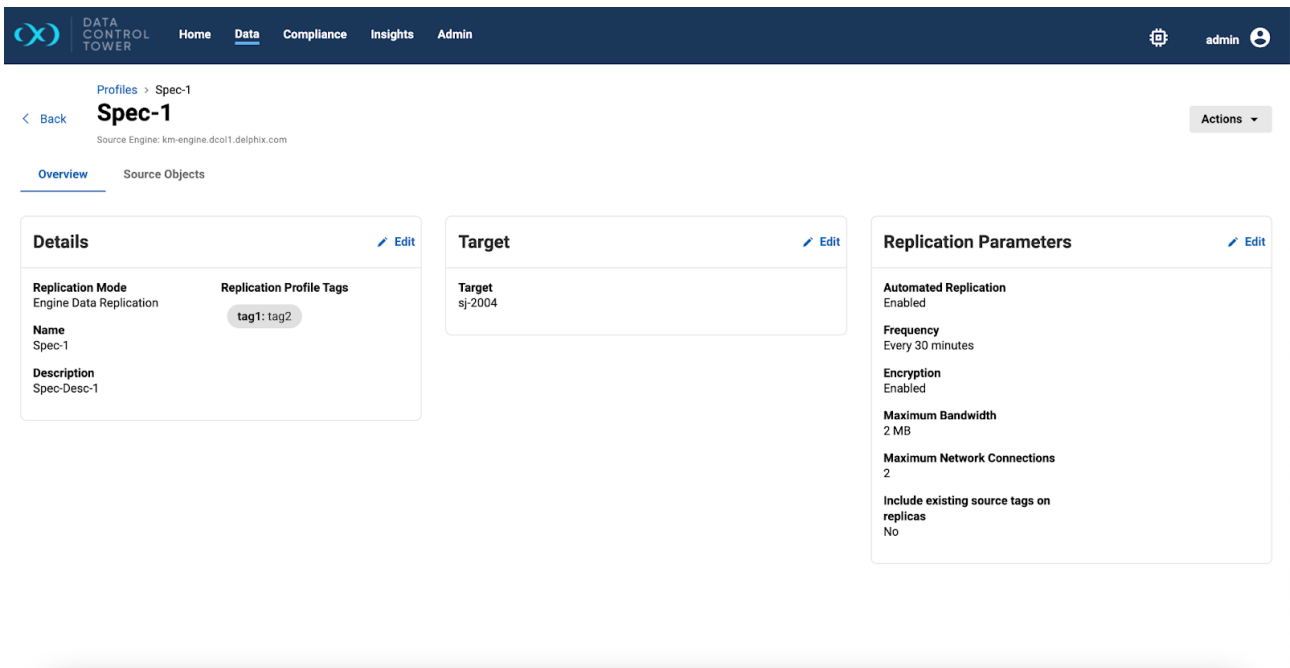 DATA
CONTROL
TOWER
Home Data Compliance Insights Admin
admin
Profiles > Spec-1
Back
Spec-1
Actions
Source Engine: km-engine.dcol1.delphix.com
Overview Source Objects
Details
Edit
Replication Mode
Engine Data Replication
Name
Spec-1
Description
Spec-Desc-1
Replication Profile Tags
tag1: tag2
Target
Edit
Target
sj-2004
Replication Parameters
Edit
Automated Replication
Enabled
Frequency
Every 30 minutes
Encryption
Enabled
Maximum Bandwidth
2 MB
Maximum Network Connections
2
Include existing source tags on
replicas
No